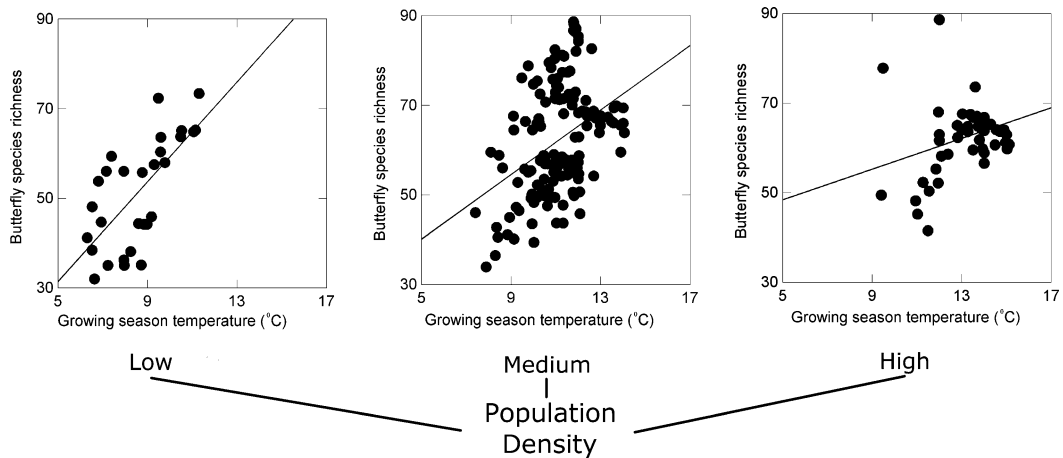 90
70
50
30
Butterfly species richness
5
9
13
17
Growing season temperature (°C)
90
70
50
30
Butterfly species richness
5
9
13
17
Growing season temperature (°C)
90
70
50
30
Butterfly species richness
5
9
13
17
Growing season temperature (°C)
Low
Medium
High
Population
Density